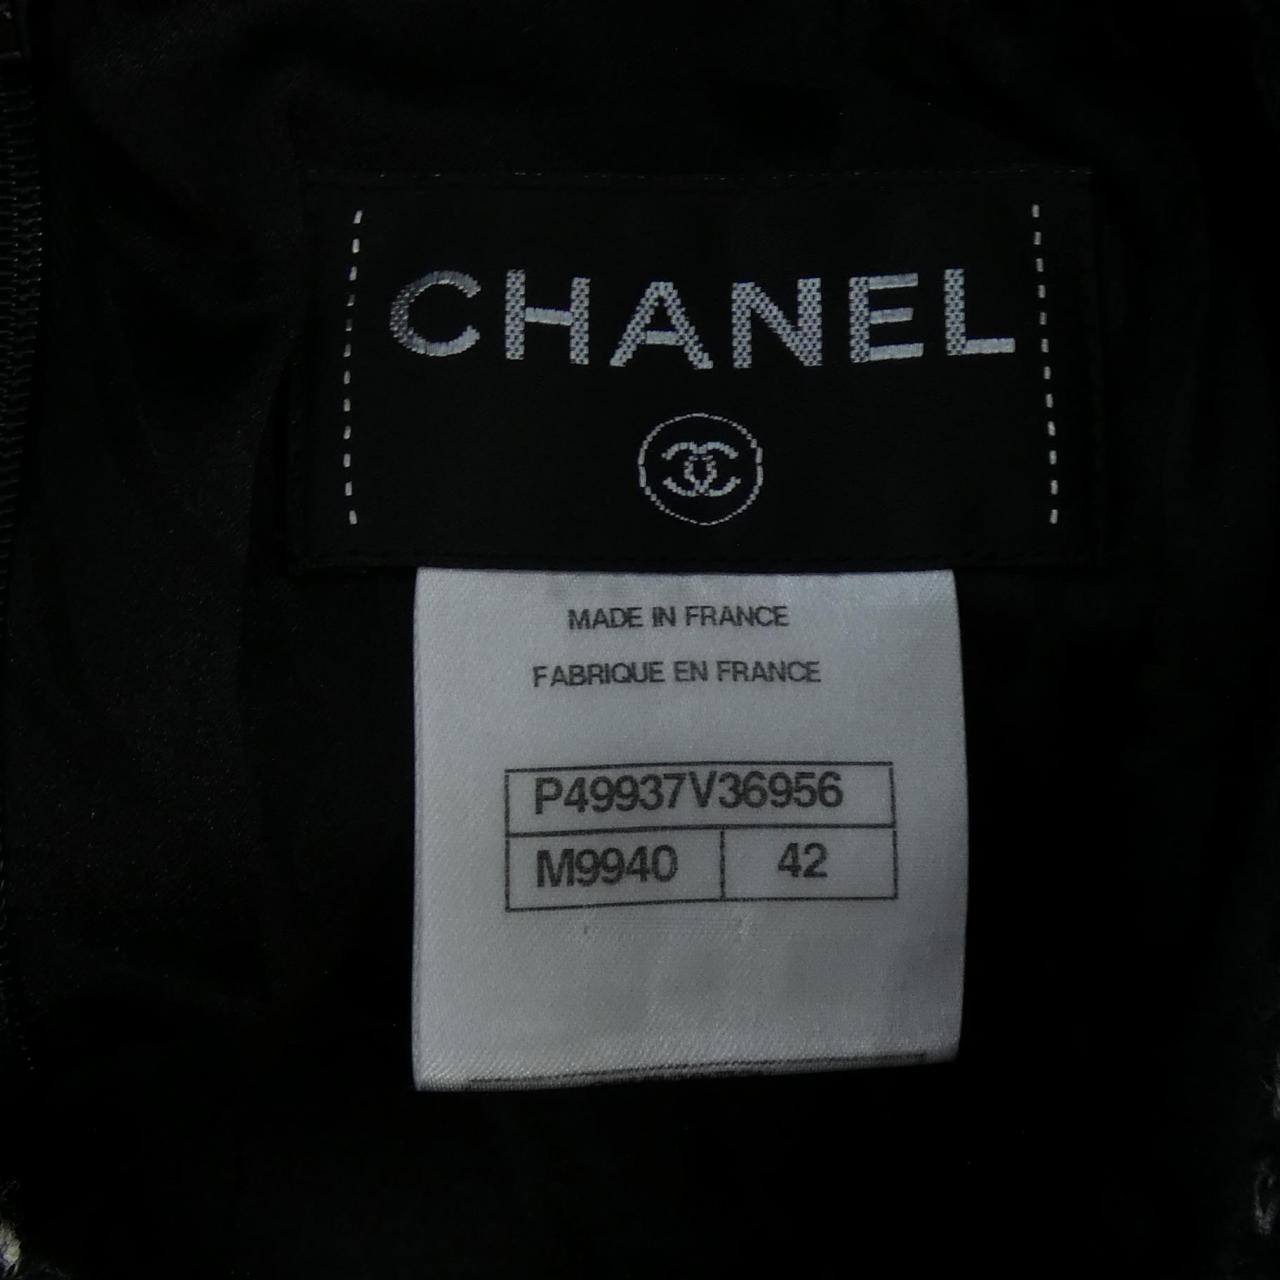 CHANEL
MADE IN FRANCE
FABRIQUE EN FRANCE
P49937V36956
M9940 42